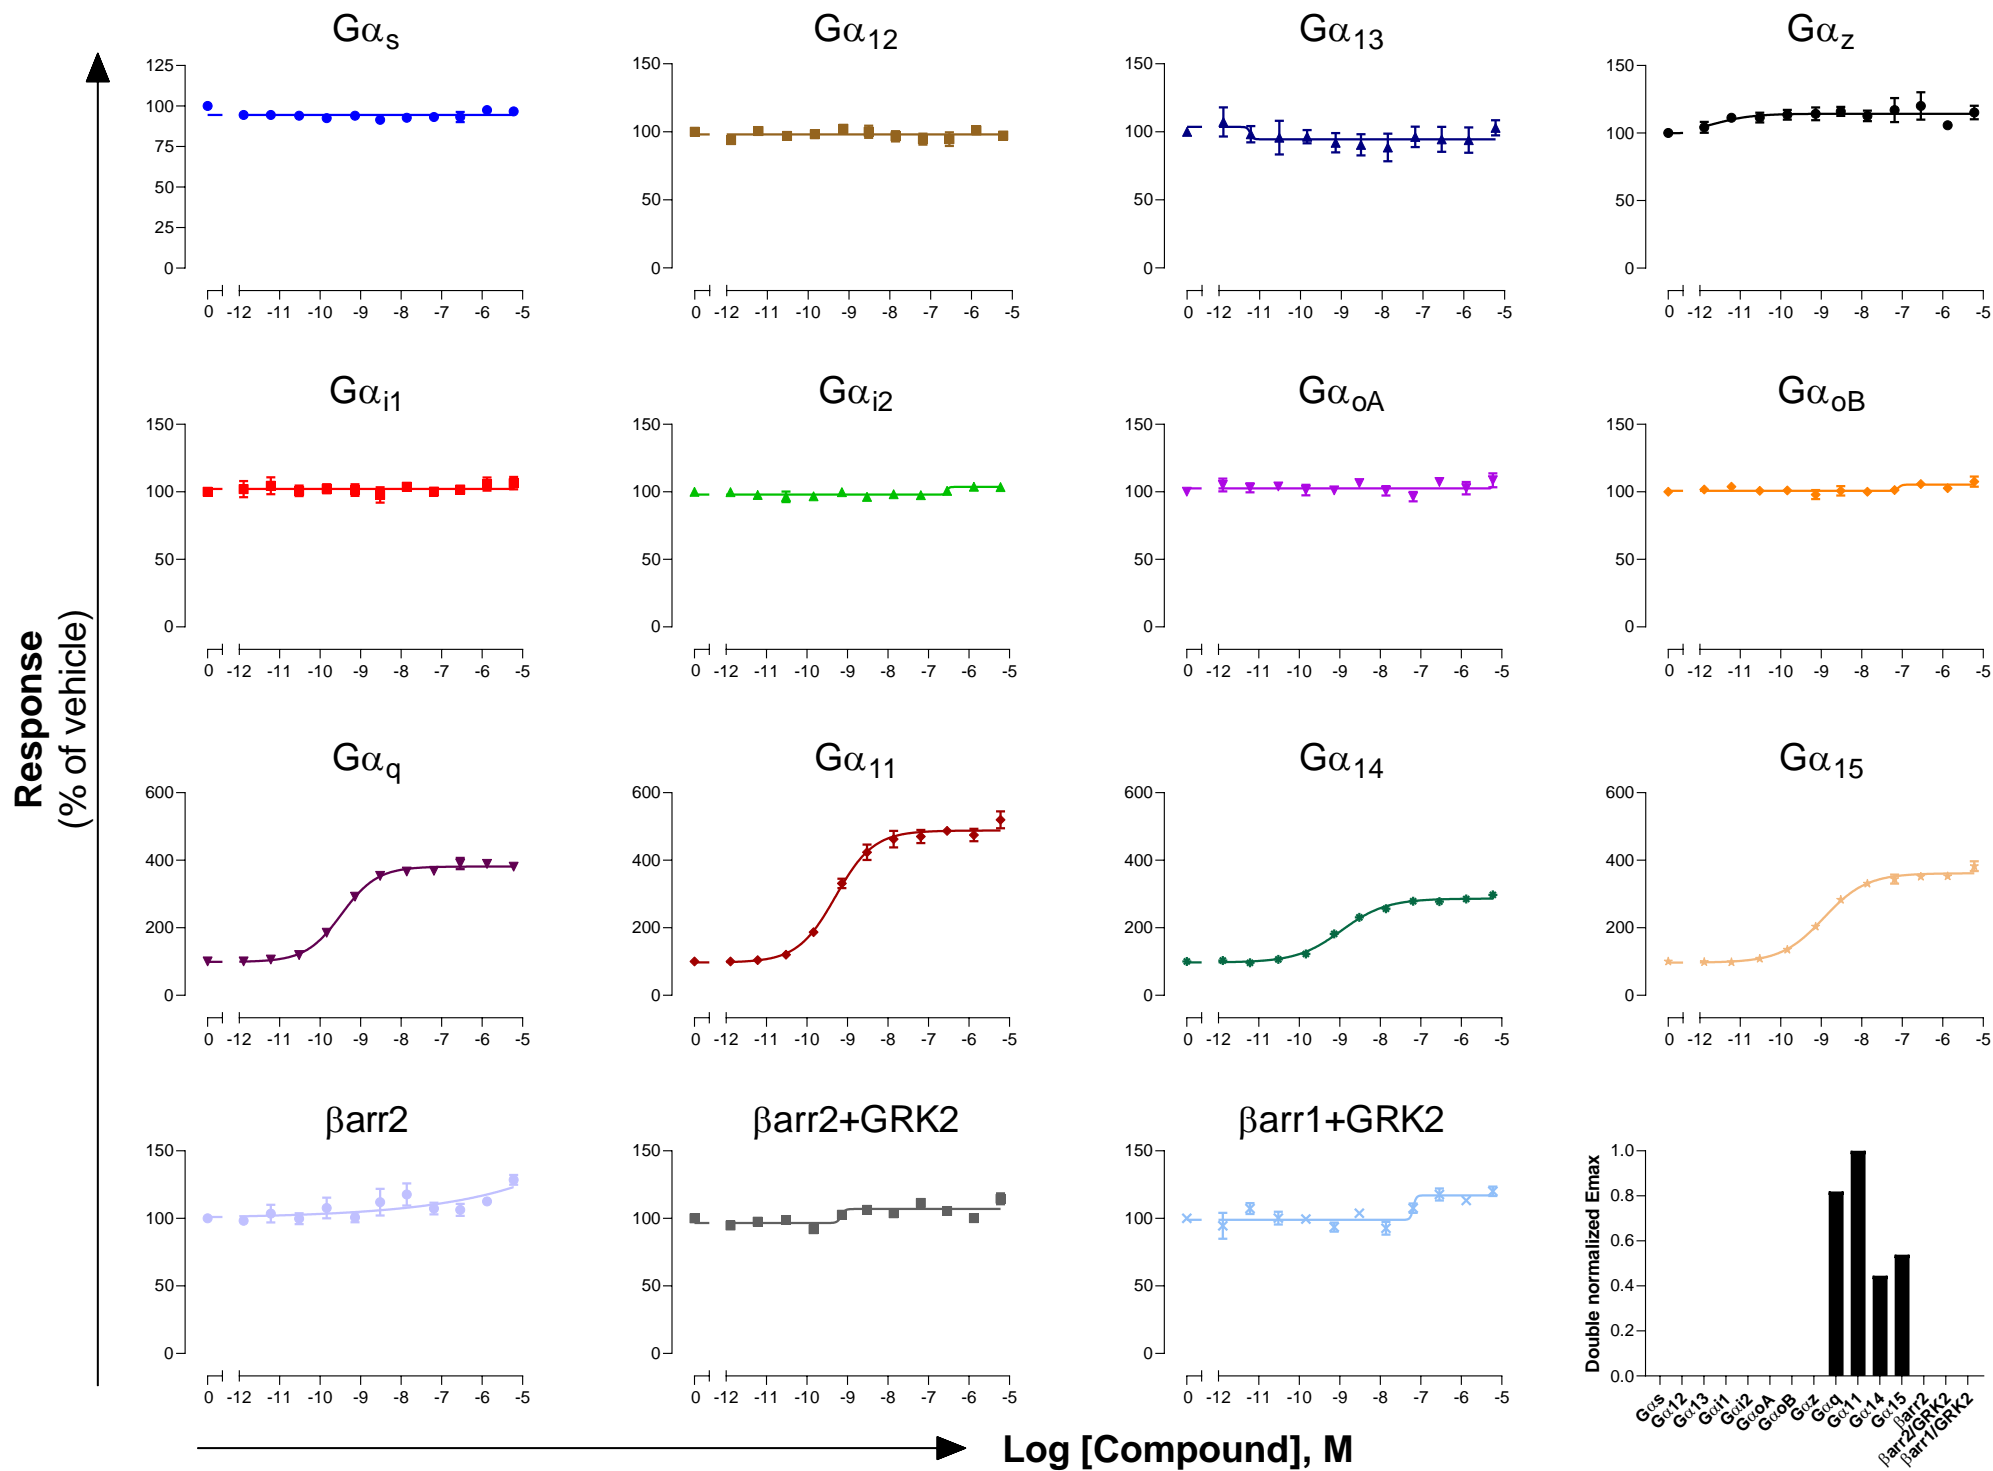 Gαs
Gα12
Gα13
Gαz
125
100
75
50
25
0
0 -12 -11 -10 -9 -8 -7 -6 -5
150
100
50
0
0 -12 -11 -10 -9 -8 -7 -6 -5
150
100
50
0
0 -12 -11 -10 -9 -8 -7 -6 -5
150
100
50
0
0 -12 -11 -10 -9 -8 -7 -6 -5
Gαi1
Gαi2
GαoA
GαoB
150
100
50
0
0 -12 -11 -10 -9 -8 -7 -6 -5
150
100
50
0
0 -12 -11 -10 -9 -8 -7 -6 -5
150
100
50
0
0 -12 -11 -10 -9 -8 -7 -6 -5
150
100
50
0
0 -12 -11 -10 -9 -8 -7 -6 -5
Response
(% of vehicle)
Gαq
Gα11
Gα14
Gα15
600
400
200
0
0 -12 -11 -10 -9 -8 -7 -6 -5
600
400
200
0
0 -12 -11 -10 -9 -8 -7 -6 -5
600
400
200
0
0 -12 -11 -10 -9 -8 -7 -6 -5
600
400
200
0
0 -12 -11 -10 -9 -8 -7 -6 -5
βarr2
βarr2+GRK2
βarr1+GRK2
150
100
50
0
0 -12 -11 -10 -9 -8 -7 -6 -5
150
100
50
0
0 -12 -11 -10 -9 -8 -7 -6 -5
150
100
50
0
0 -12 -11 -10 -9 -8 -7 -6 -5
Double normalized Emax
1.0
0.8
0.6
0.4
0.2
0.0
Gαs
Gα12
Gα13
Gαi1
Gαi2
GαoA
GαoB
Gαz
Gαq
Gα11
Gα14
Gα15
βarr2
βarr2/GRK2
βarr1/GRK2
Log [Compound], M